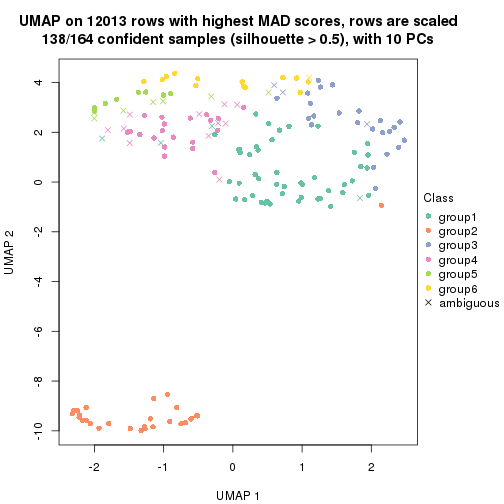 UMAP on 12013 rows with highest MAD scores, rows are scaled
138/164 confident samples (silhouette > 0.5), with 10 PCs
4
2
0
-2
-4
-6
-8
-10
UMAP 2
-2 -1 0 1 2
UMAP 1
Class
group1
group2
group3
group4
group5
group6
ambiguous